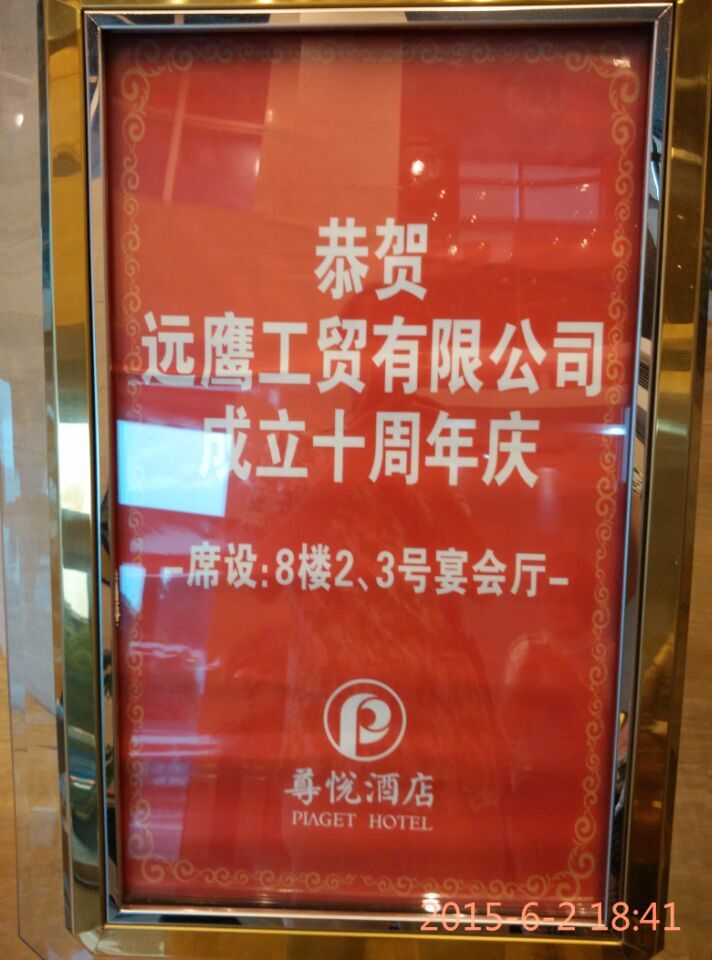 恭贺
远鹰工贸有限公司
成立十周年庆
-席设:8楼2、3号宴会厅-
P
尊悦酒店
PIAGET HOTEL
2015-6-2 18:41